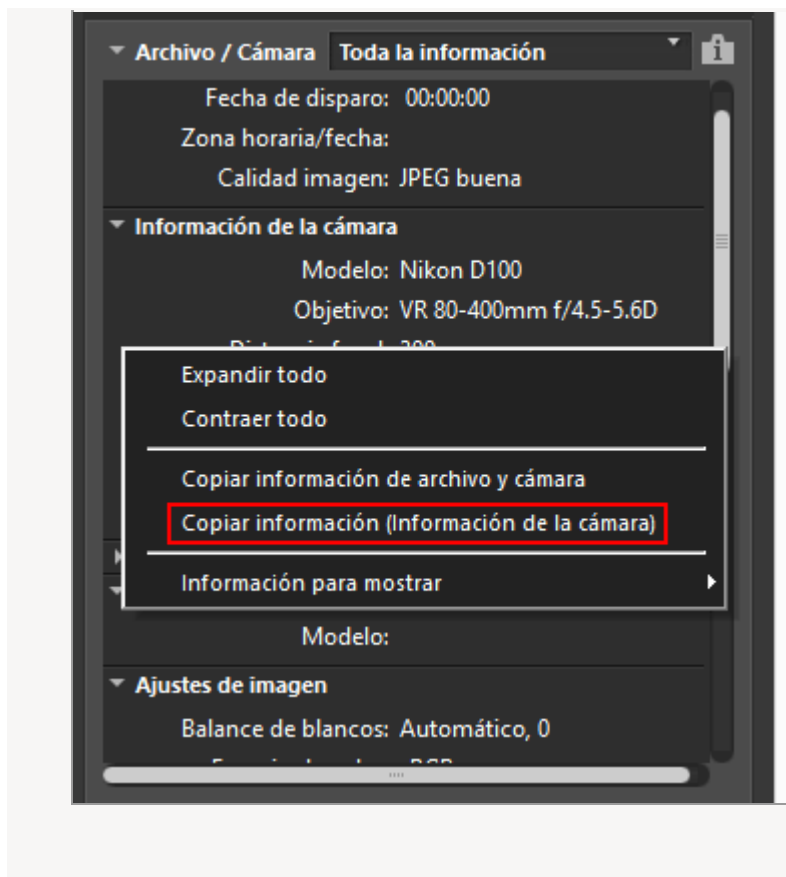 Archivo / Cámara Toda la información
Fecha de disparo: 00:00:00
Zona horaria/fecha:
Calidad imagen: JPEG buena
Información de la cámara
Modelo: Nikon D100
Objetivo: VR 80-400mm f/4.5-5.6D
Expandir todo
Contraer todo
Copiar información de archivo y cámara
Copiar información (Información de la cámara)
Información para mostrar
Modelo:
Ajustes de imagen
Balance de blancos: Automático, 0